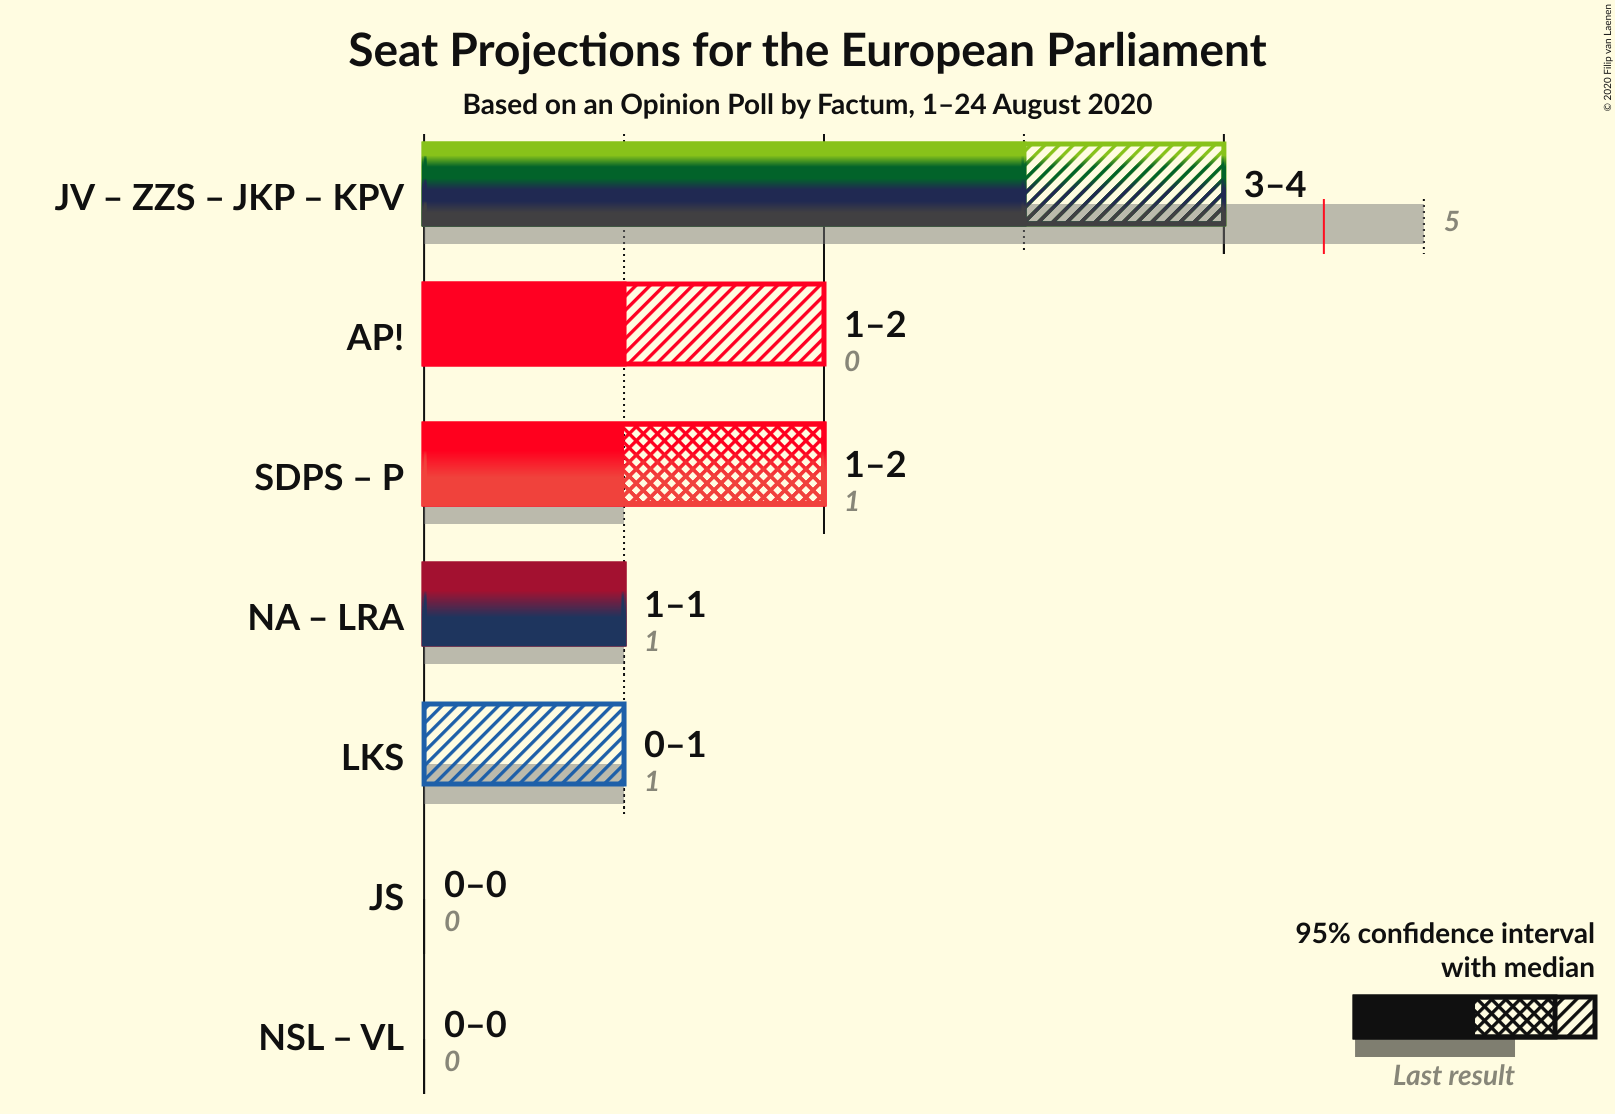 Seat Projections for the European Parliament
Based on an Opinion Poll by Factum, 1–24 August 2020
© 2020 Filip van Laenen
JV – ZZS – JKP – KPV
3–4
5
AP!
1–2
0
SDPS – P
1–2
1
NA – LRA
1–1
1
LKS
0–1
1
JS
0–0
0
NSL – VL
0–0
0
95% confidence interval
with median
Last result